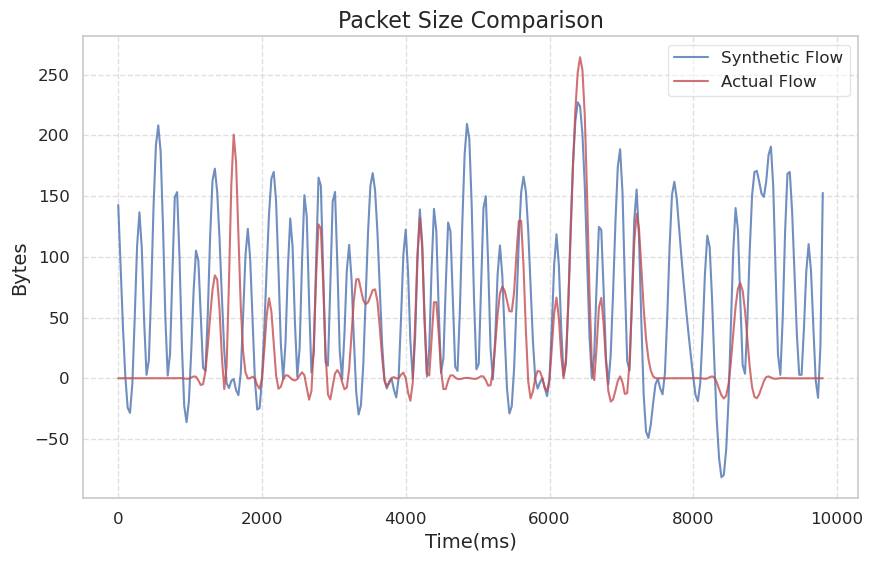 Packet Size Comparison
Synthetic Flow
Actual Flow
250
200
150
100
50
0
−50
Bytes
0 2000 4000 6000 8000 10000
Time(ms)